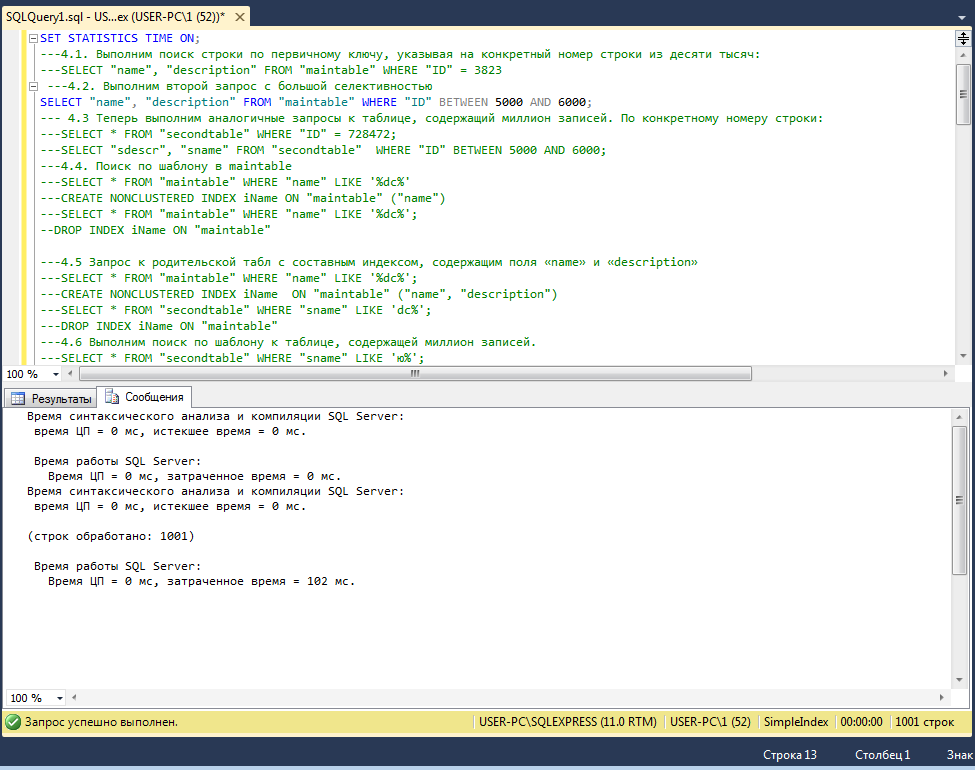 SQLQuery1.sql - US...ex (USER-PC\1 (52))*
SET STATISTICS TIME ON;
---4.1. Выполним поиск строки по первичному ключу, указывая на конкретный номер строки из десяти тысяч:
---SELECT "name", "description" FROM "maintable" WHERE "ID" = 3823
---4.2. Выполним второй запрос с большой селективностью
SELECT "name", "description" FROM "maintable" WHERE "ID" BETWEEN 5000 AND 6000;
--- 4.3 Теперь выполним аналогичные запросы к таблице, содержащий миллион записей. По конкретному номеру строки:
---SELECT * FROM "secondtable" WHERE "ID" = 728472;
---SELECT "sdescr", "sname" FROM "secondtable"  WHERE "ID" BETWEEN 5000 AND 6000;
---4.4. Поиск по шаблону в maintable
---SELECT * FROM "maintable" WHERE "name" LIKE '%dc%'
---CREATE NONCLUSTERED INDEX iName ON "maintable" ("name")
---SELECT * FROM "maintable" WHERE "name" LIKE '%dc%';
--DROP INDEX iName ON "maintable"
---4.5 Запрос к родительской табл с составным индексом, содержащим поля «name» и «description»
---SELECT * FROM "maintable" WHERE "name" LIKE '%dc%';
---CREATE NONCLUSTERED INDEX iName  ON "maintable" ("name", "description")
---SELECT * FROM "secondtable" WHERE "sname" LIKE 'dc%';
---DROP INDEX iName ON "maintable"
---4.6 Выполним поиск по шаблону к таблице, содержащей миллион записей.
---SELECT * FROM "secondtable" WHERE "sname" LIKE 'ю%';
100 %
Результаты Сообщения
Время синтаксического анализа и компиляции SQL Server:
время ЦП = 0 мс, истекшее время = 0 мс.
Время работы SQL Server:
Время ЦП = 0 мс, затраченное время = 0 мс.
Время синтаксического анализа и компиляции SQL Server:
время ЦП = 0 мс, истекшее время = 0 мс.
(строк обработано: 1001)
Время работы SQL Server:
Время ЦП = 0 мс, затраченное время = 102 мс.
100 %
Запрос успешно выполнен. USER-PC\SQLEXPRESS (11.0 RTM) USER-PC\1 (52) SimpleIndex 00:00:00 1001 строк
Строка 13 Столбец 1 Знак